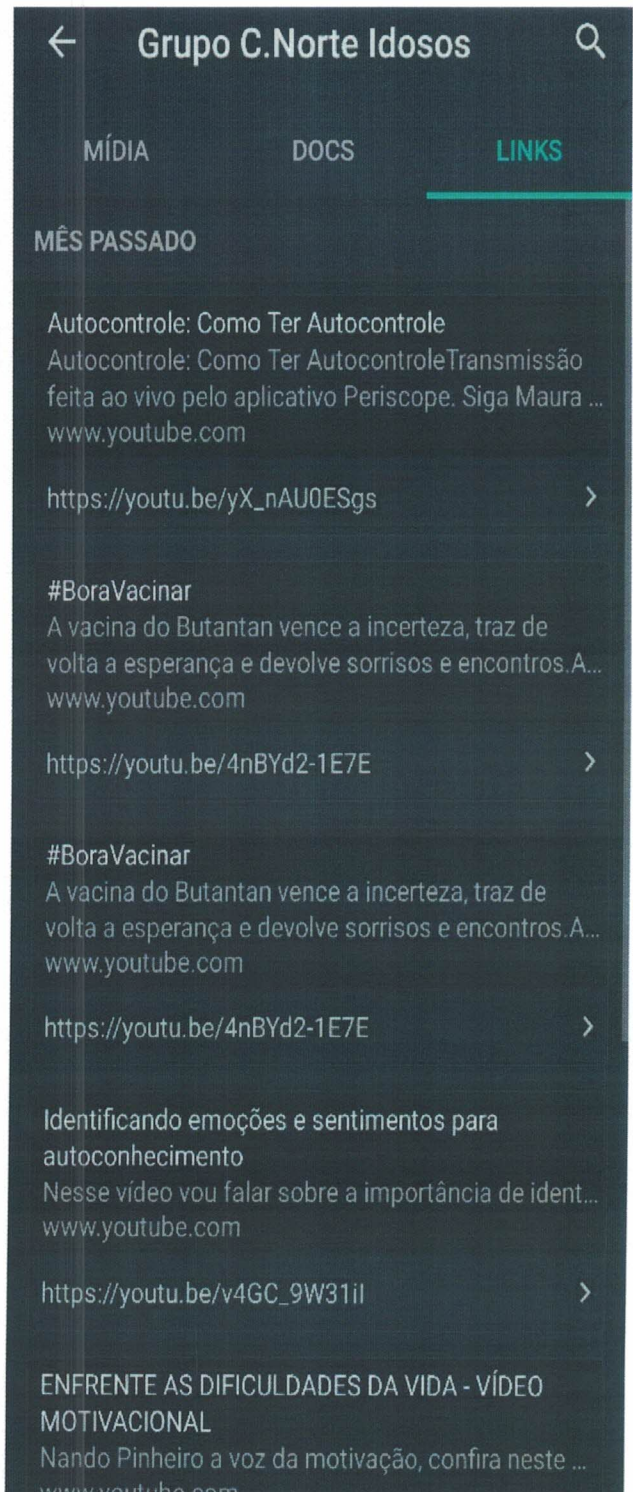 Grupo C.Norte Idosos
MÍDIA DOCS LINKS
MÊS PASSADO
Autocontrole: Como Ter Autocontrole
Autocontrole: Como Ter AutocontroleTransmissão
feita ao vivo pelo aplicativo Periscope. Siga Maura ...
www.youtube.com
https://youtu.be/yX_nAU0ESgs
#BoraVacinar
A vacina do Butantan vence a incerteza, traz de
volta a esperança e devolve sorrisos e encontros.A...
www.youtube.com
https://youtu.be/4nBYd2-1E7E
#BoraVacinar
A vacina do Butantan vence a incerteza, traz de
volta a esperança e devolve sorrisos e encontros.A...
www.youtube.com
https://youtu.be/4nBYd2-1E7E
Identificando emoções e sentimentos para
autoconhecimento
Nesse vídeo vou falar sobre a importância de ident...
www.youtube.com
https://youtu.be/v4GC_9W31iI
ENFRENTE AS DIFICULDADES DA VIDA - VÍDEO
MOTIVACIONAL
Nando Pinheiro a voz da motivação, confira neste ...
www.youtube.com